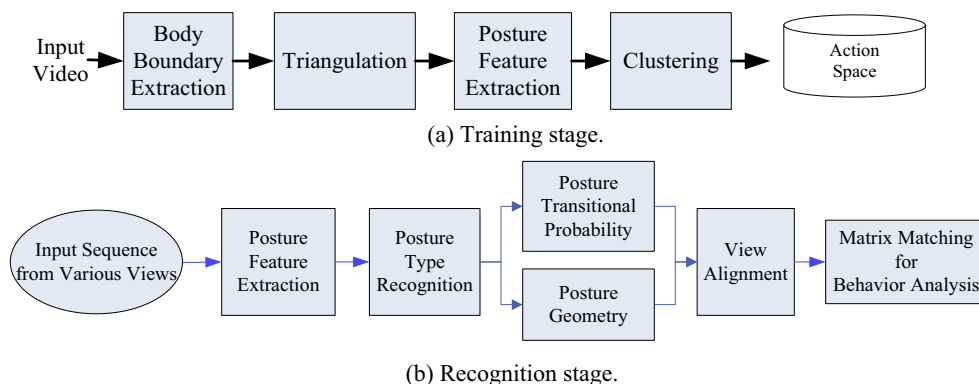 Input
Video
Body
Boundary
Extraction
Triangulation
Posture
Feature
Extraction
Clustering
Action
Space
(a) Training stage.
Input Sequence
from Various Views
Posture
Feature
Extraction
Posture
Type
Recognition
Posture
Transitional
Probability
Posture
Geometry
View
Alignment
Matrix Matching
for
Behavior Analysis
(b) Recognition stage.